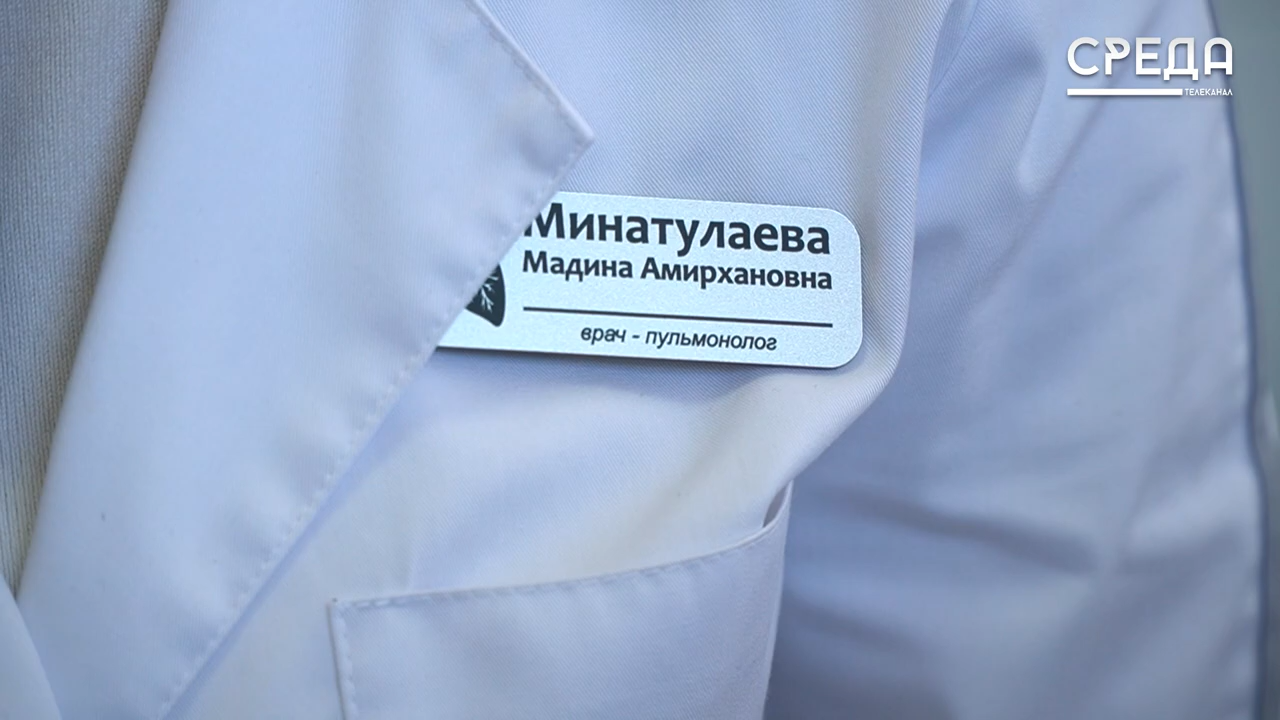 СРЕДА
ТЕЛЕКАНАЛ
Минатулаева
Мадина Амирхановна
врач - пульмонолог